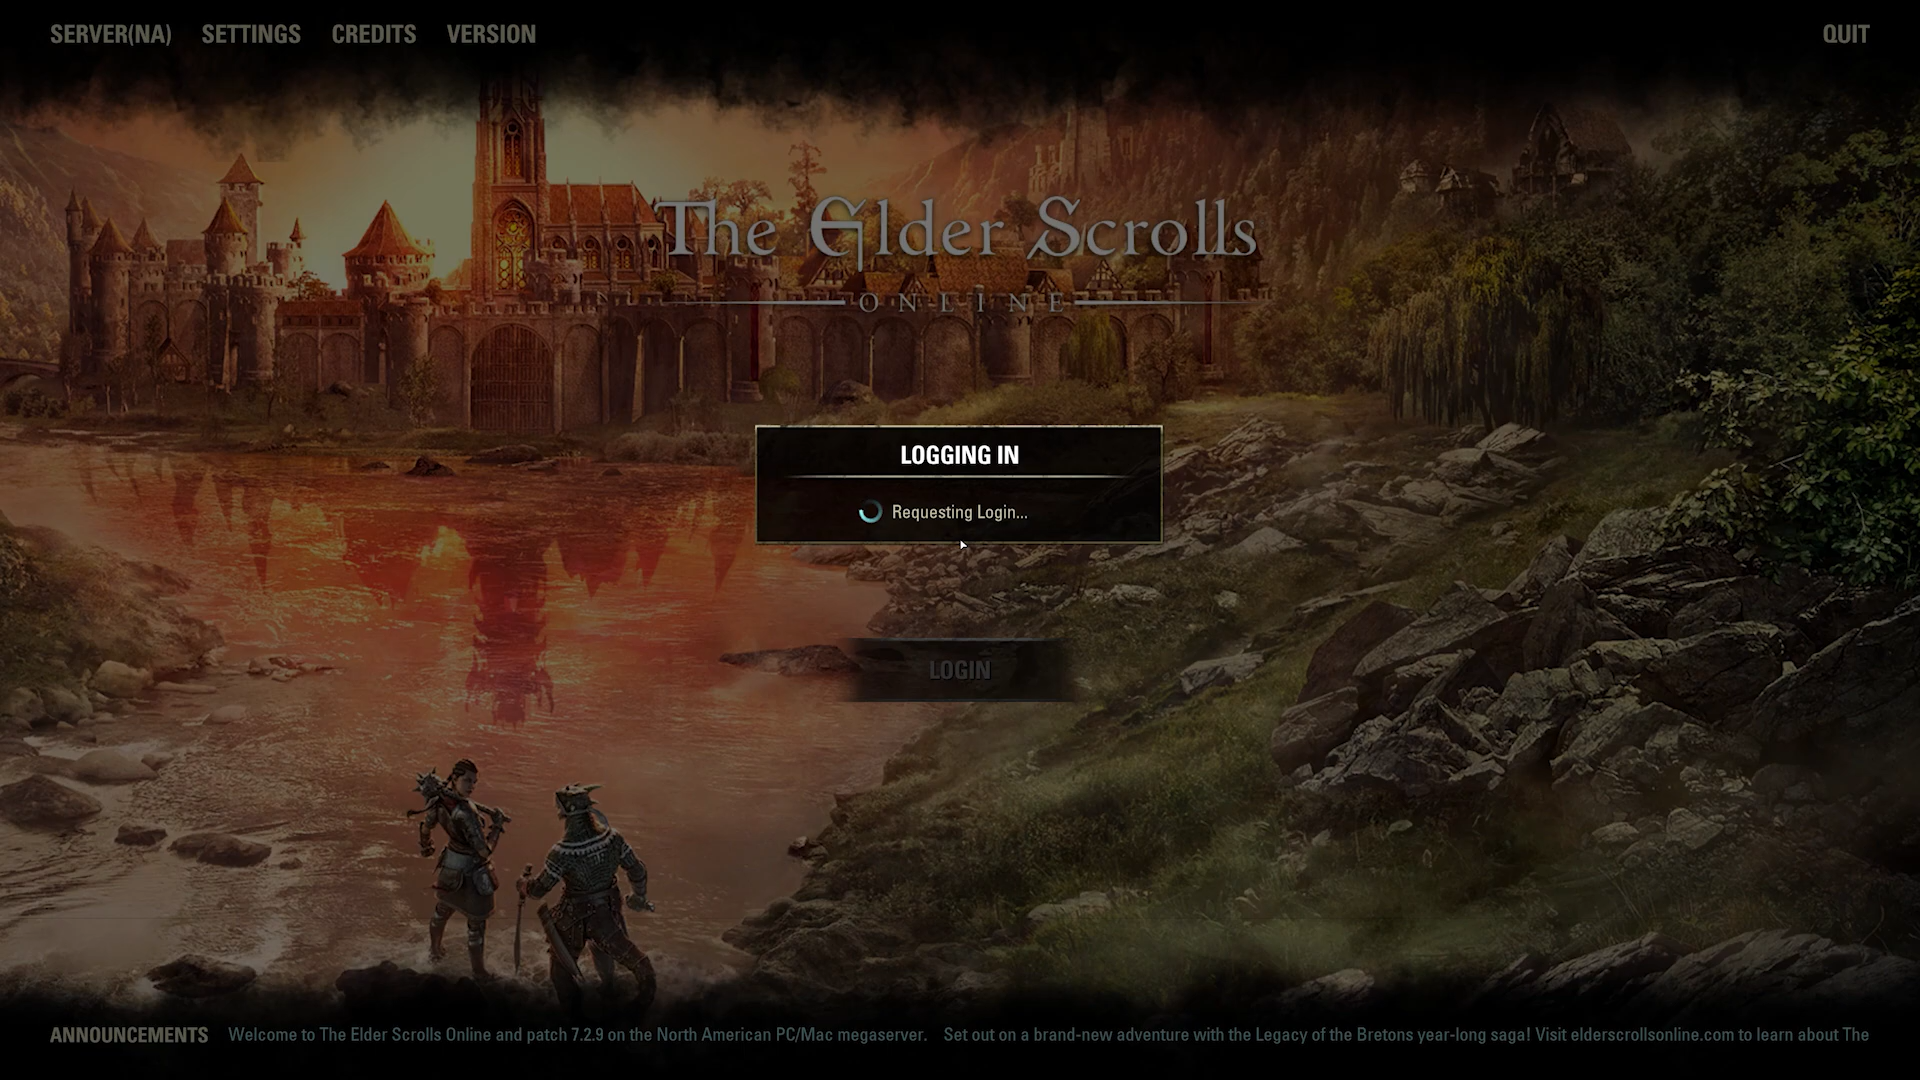 SERVER(NA) SETTINGS CREDITS VERSION QUIT
The Elder Scrolls
ONLINE
LOGGING IN
Requesting Login...
LOGIN
ANNOUNCEMENTS Welcome to The Elder Scrolls Online and patch 7.2.9 on the North American PC/Mac megaserver. Set out on a brand-new adventure with the Legacy of the Bretons year-long saga! Visit elderscrollsonline.com to learn about The